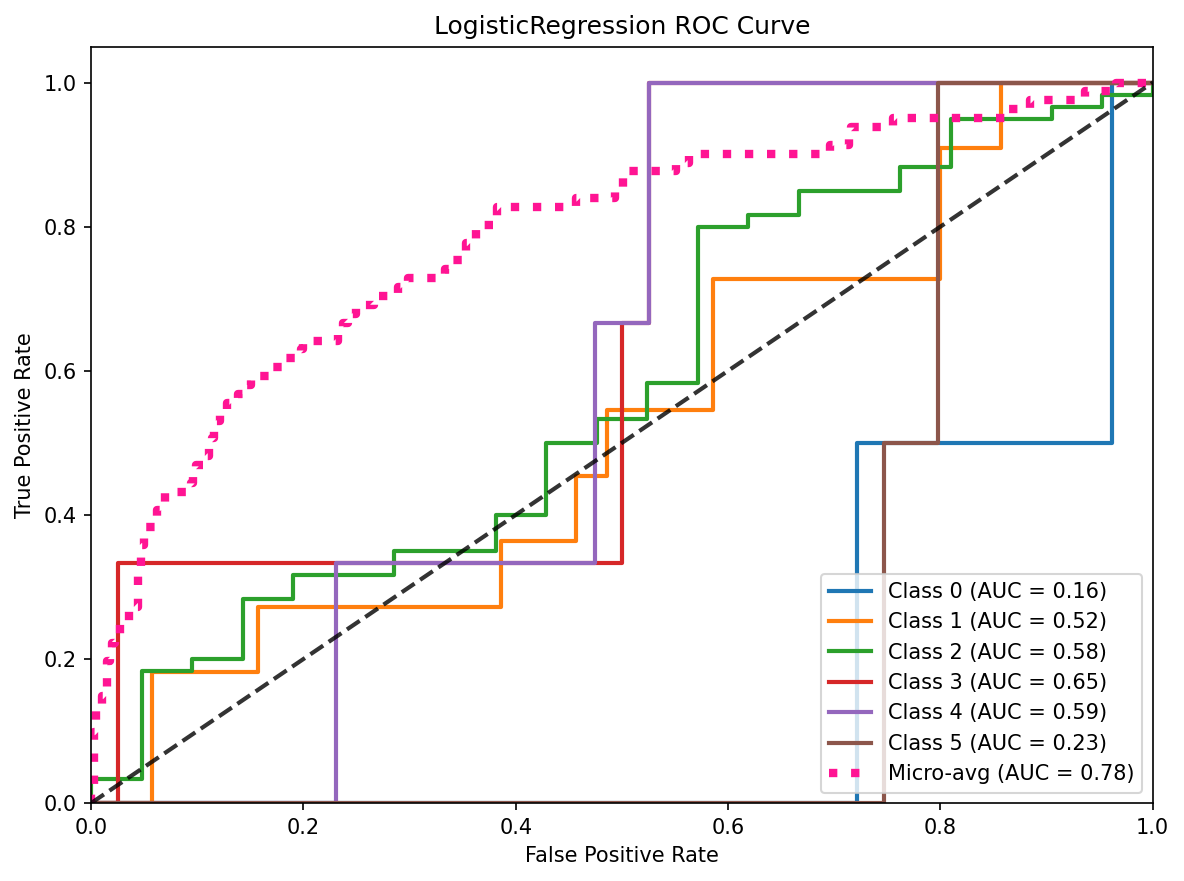 LogisticRegression ROC Curve
True Positive Rate
1.0
0.8
0.6
0.4
0.2
0.0
Class 0 (AUC = 0.16)
Class 1 (AUC = 0.52)
Class 2 (AUC = 0.58)
Class 3 (AUC = 0.65)
Class 4 (AUC = 0.59)
Class 5 (AUC = 0.23)
Micro-avg (AUC = 0.78)
0.0 0.2 0.4 0.6 0.8 1.0
False Positive Rate